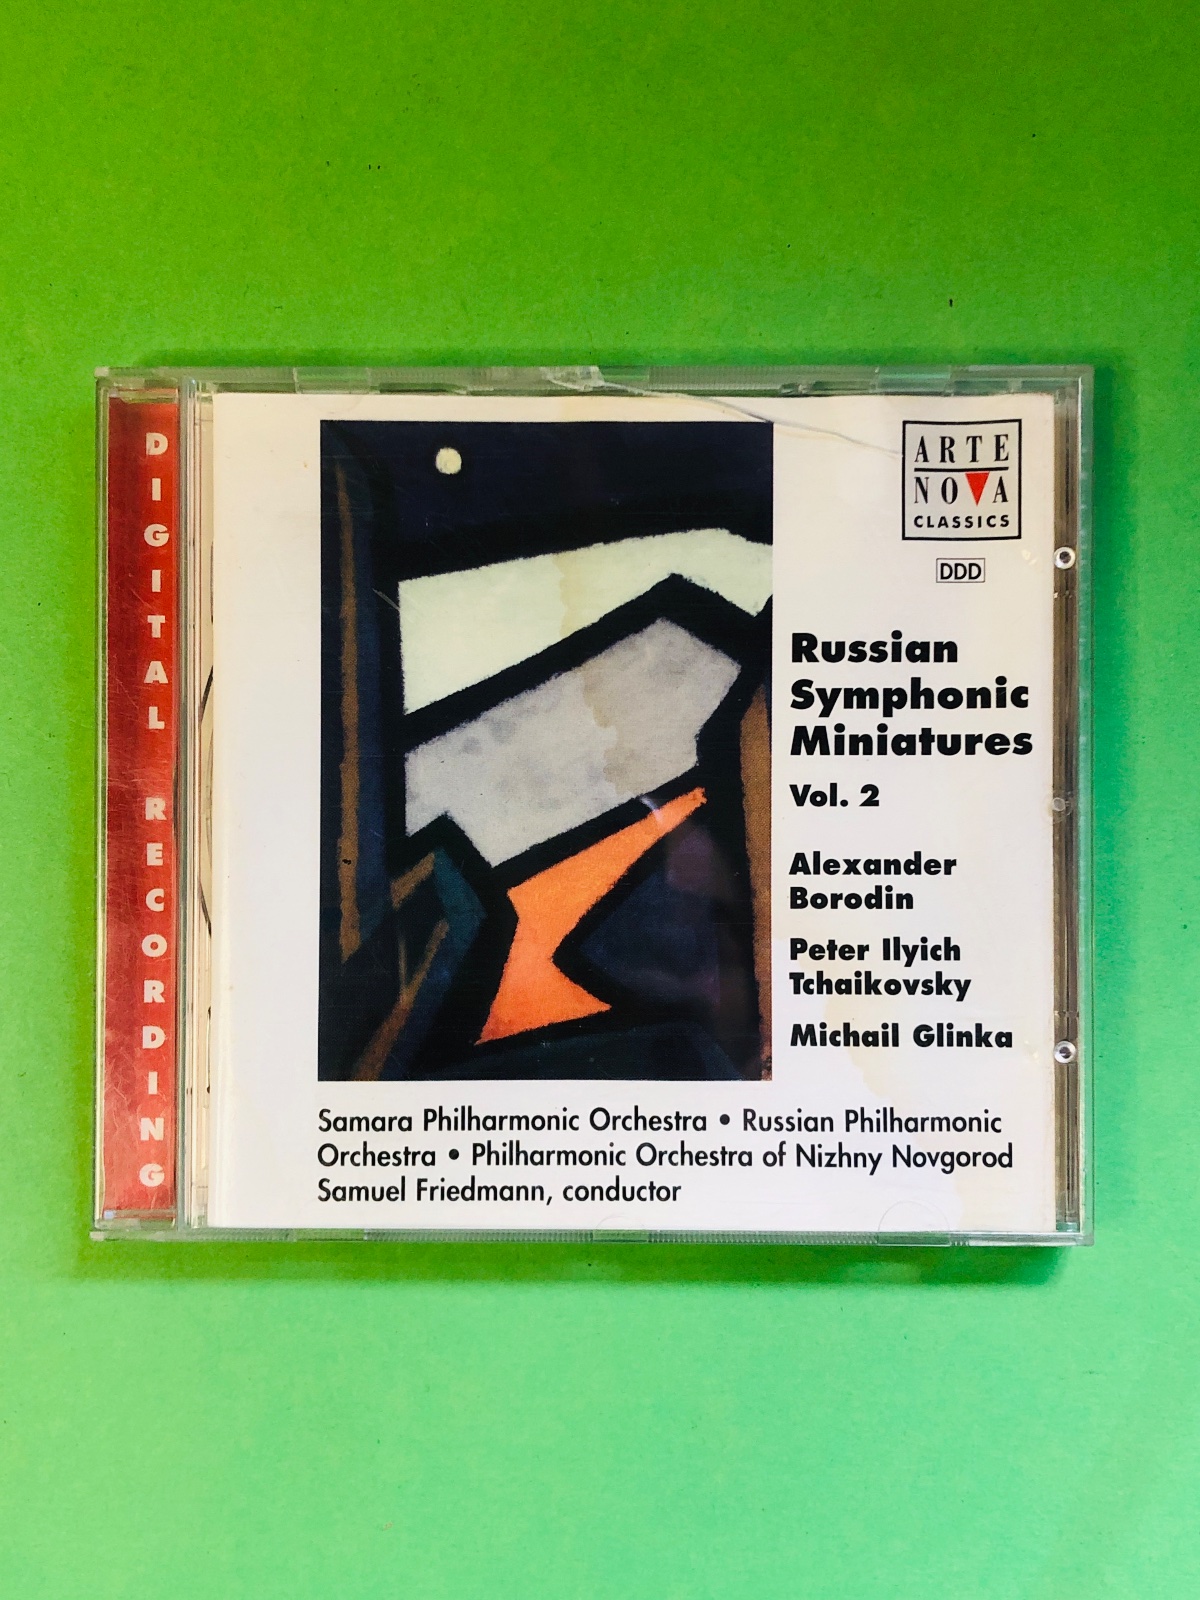 DIGITAL RECORDING
ARTE
NOVA
CLASSICS
DDD
Russian
Symphonic
Miniatures
Vol. 2
Alexander
Borodin
Peter Ilyich
Tchaikovsky
Michail Glinka
Samara Philharmonic Orchestra • Russian Philharmonic
Orchestra • Philharmonic Orchestra of Nizhny Novgorod
Samuel Friedmann, conductor